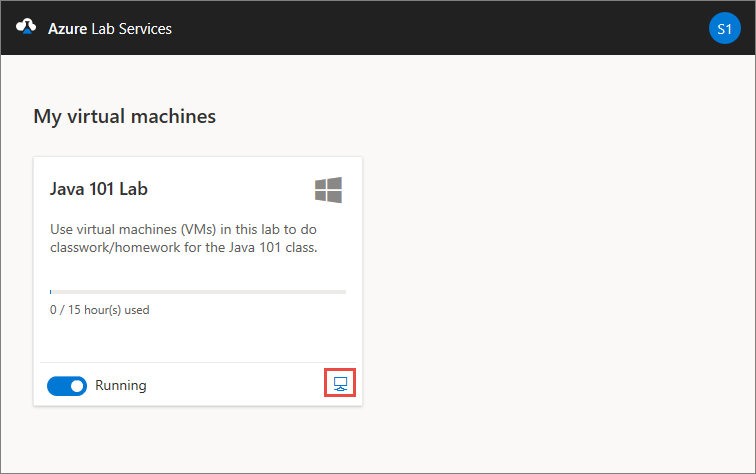 Azure Lab Services
S1
My virtual machines
Java 101 Lab
Use virtual machines (VMs) in this lab to do
classwork/homework for the Java 101 class.
0 / 15 hour(s) used
Running